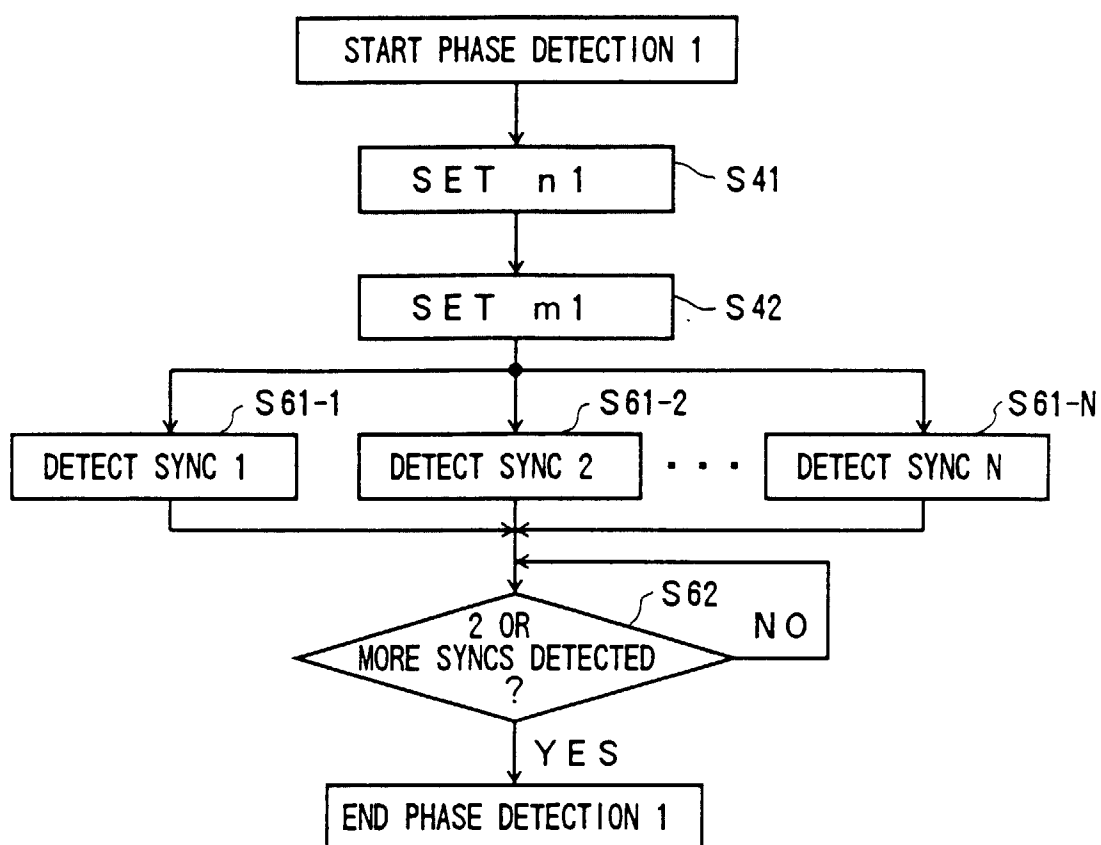 START PHASE DETECTION 1
SET n1
S41
SET m1
S42
S61-1
S61-2
S61-N
DETECT SYNC 1
DETECT SYNC 2
...
DETECT SYNC N
S62
2 OR
MORE SYNCS DETECTED
?
NO
YES
END PHASE DETECTION 1